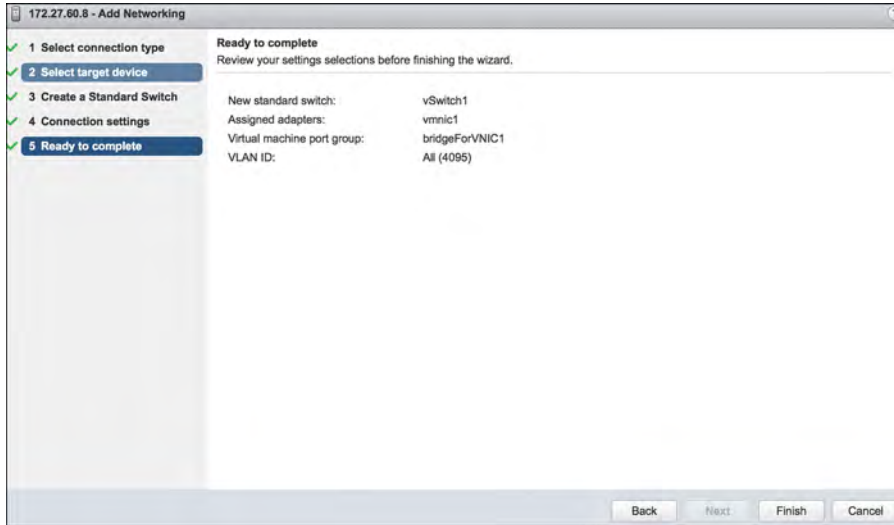 172.27.60.8 - Add Networking
1 Select connection type
2 Select target device
3 Create a Standard Switch
4 Connection settings
5 Ready to complete
Ready to complete
Review your settings selections before finishing the wizard.
New standard switch: vSwitch1
Assigned adapters: vmnic1
Virtual machine port group: bridgeForVNIC1
VLAN ID: All (4095)
Back Next Finish Cancel